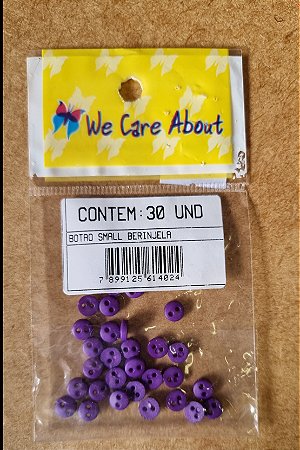 We Care About
CONTEM:30 UND
BOTAO SMALL BERINJELA
7 899125 614024